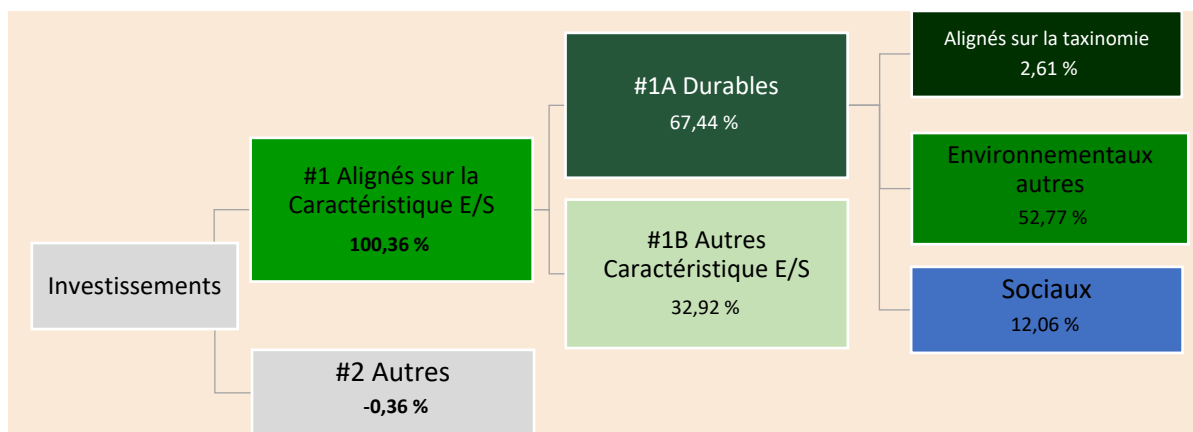 Investissements
#1 Alignés sur la
Caractéristique E/S
100,36 %
#2 Autres
-0,36 %
#1A Durables
67,44 %
#1B Autres
Caractéristique E/S
32,92 %
Alignés sur la taxinomie
2,61 %
Environnementaux
autres
52,77 %
Sociaux
12,06 %